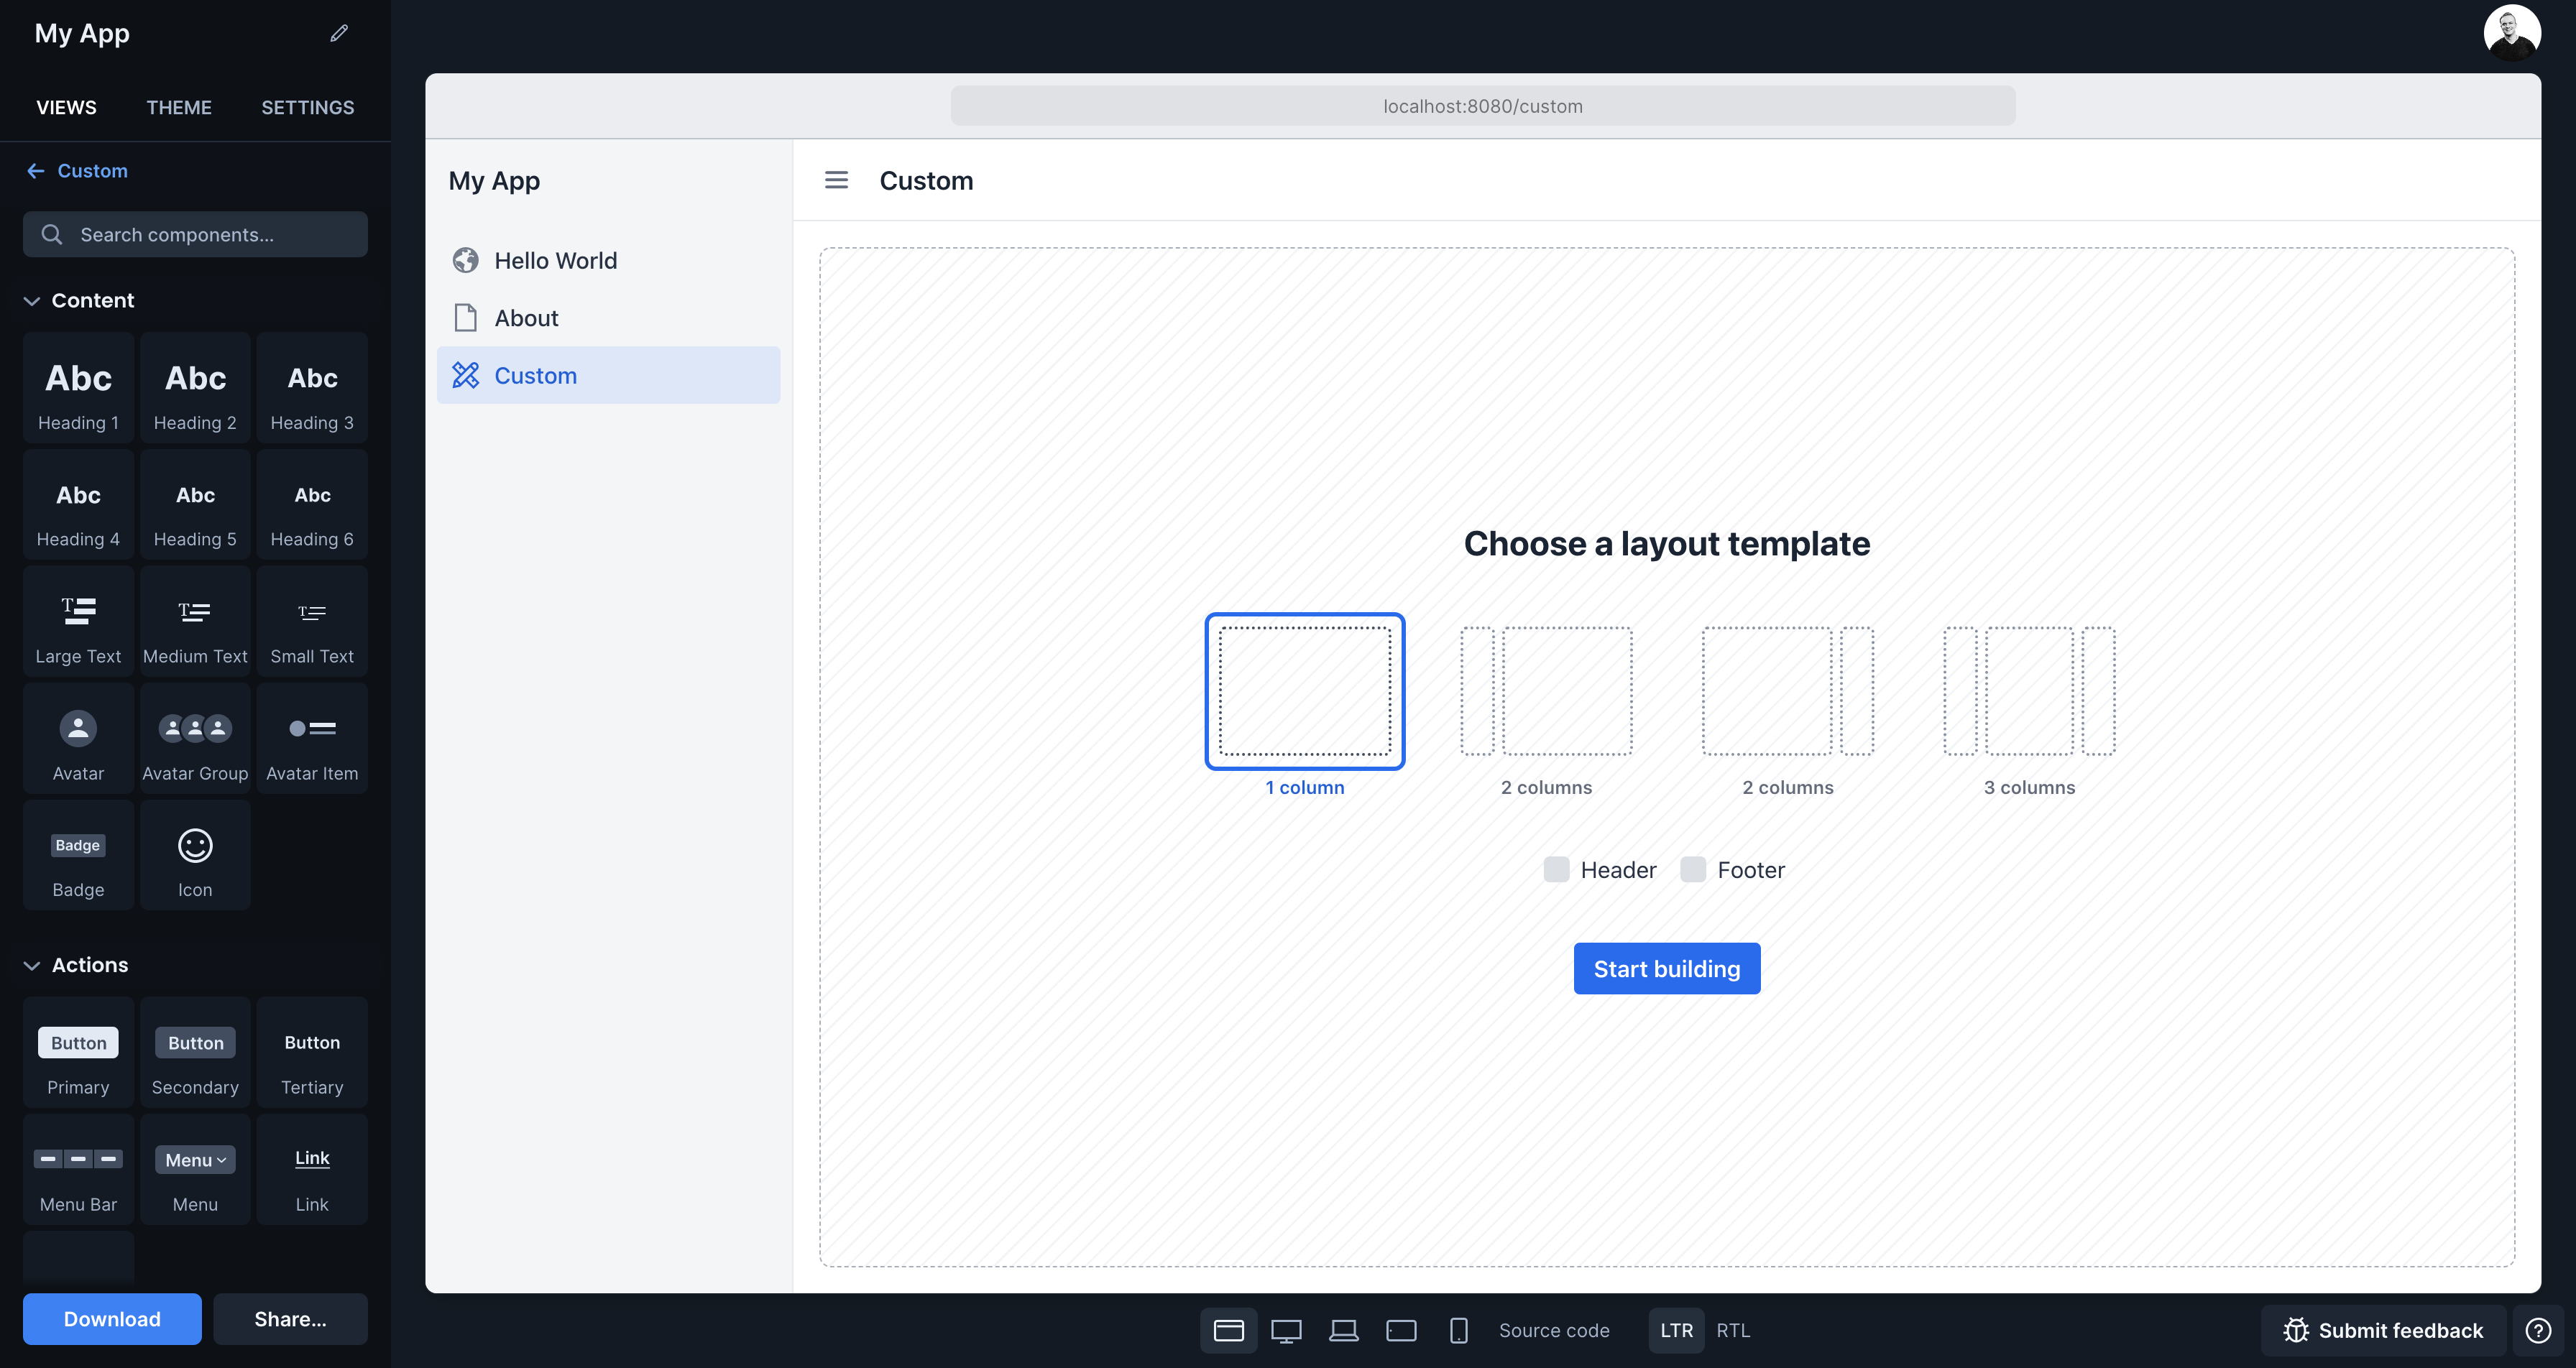 My App
VIEWS THEME SETTINGS
Custom
Search components...
Content
Abc Abc Abc
Heading 1 Heading 2 Heading 3
Abc Abc Abc
Heading 4 Heading 5 Heading 6
T T T
Large Text Medium Text Small Text
Avatar Avatar Group Avatar Item
Badge
Badge Icon
Actions
Button Button Button
Primary Secondary Tertiary
Menu Link
Menu Bar Menu Link
Download Share...
localhost:8080/custom
My App
Hello World
About
Custom
Custom
Choose a layout template
1 column 2 columns 2 columns 3 columns
Header Footer
Start building
Source code LTR RTL
Submit feedback ?